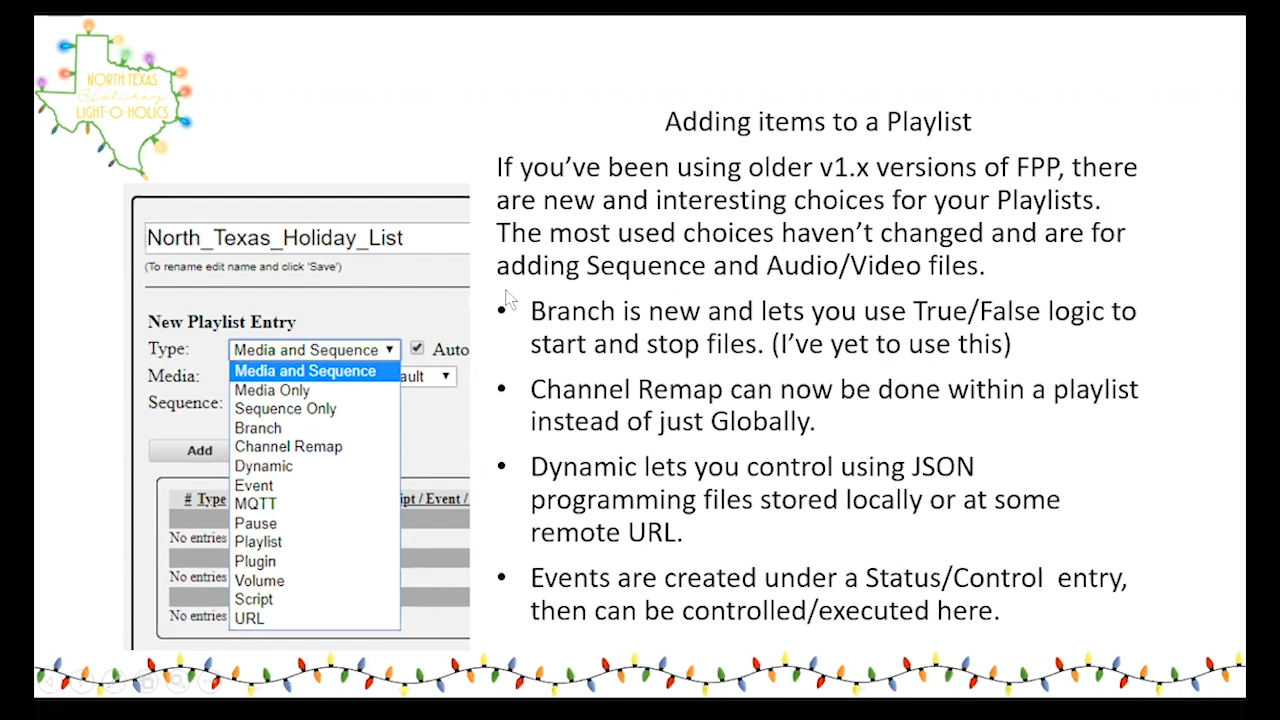 NORTH TEXAS
Holiday
LIGHT-O-HOLICS
Adding items to a Playlist
If you've been using older v1.x versions of FPP, there
are new and interesting choices for your Playlists.
The most used choices haven't changed and are for
adding Sequence and Audio/Video files.
• Branch is new and lets you use True/False logic to
start and stop files. (I've yet to use this)
• Channel Remap can now be done within a playlist
instead of just Globally.
• Dynamic lets you control using JSON
programming files stored locally or at some
remote URL.
• Events are created under a Status/Control entry,
then can be controlled/executed here.
North_Texas_Holiday_List
(To rename edit name and click 'Save')
New Playlist Entry
Type: Media and Sequence Auto
Media: ault
Sequence:
Media and Sequence
Media Only
Sequence Only
Branch
Channel Remap
Dynamic
Event
MQTT
Pause
Playlist
Plugin
Volume
Script
URL
Add
# Type ipt / Event /
No entries
No entries
No entries